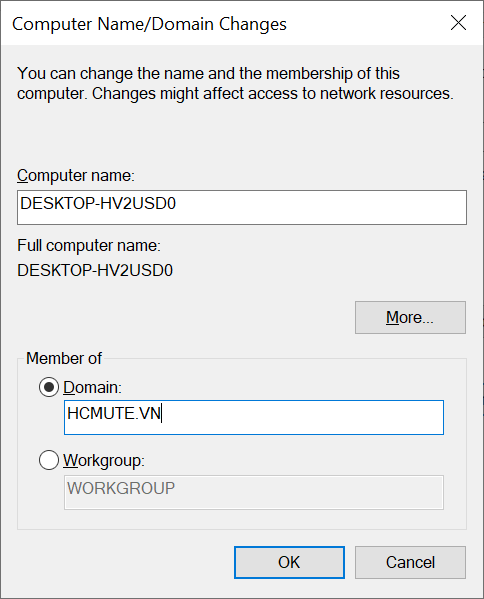 Computer Name/Domain Changes
You can change the name and the membership of this
computer. Changes might affect access to network resources.
Computer name:
DESKTOP-HV2USD0
Full computer name:
DESKTOP-HV2USD0
More...
Member of
Domain:
HCMUTE.VN
Workgroup:
WORKGROUP
OK
Cancel